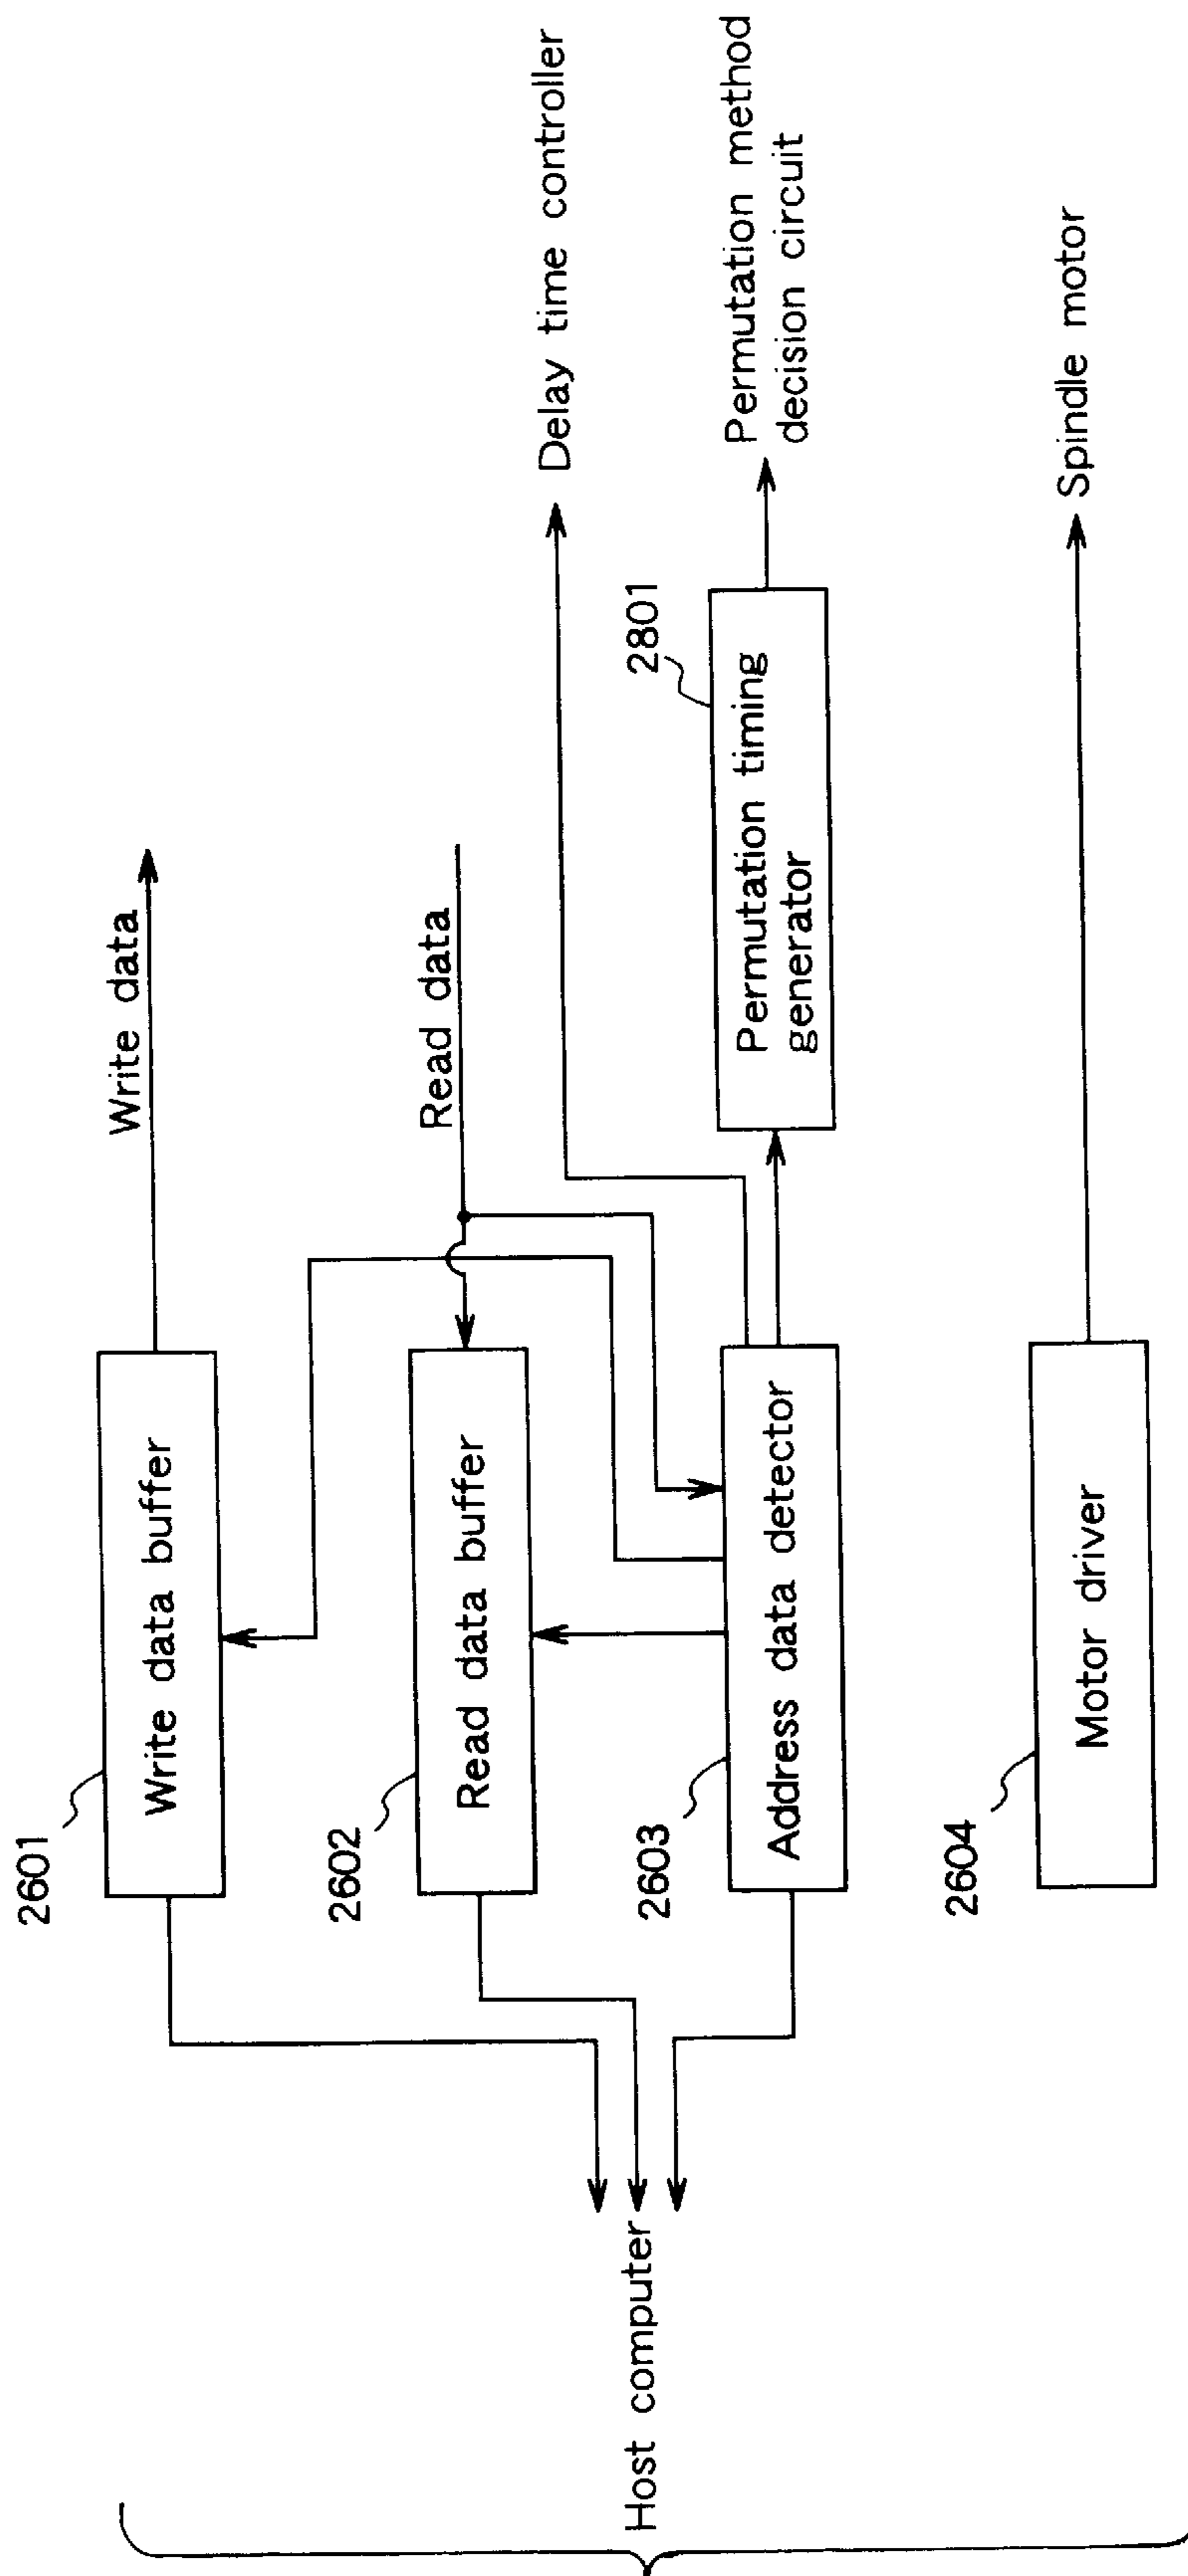 Write data
2601
Write data buffer
Read data
2602
Read data buffer
Delay time controller
Host computer
2603
Address data detector
2801
Permutation timing
generator
Permutation method
decision circuit
2604
Motor driver
Spindle motor